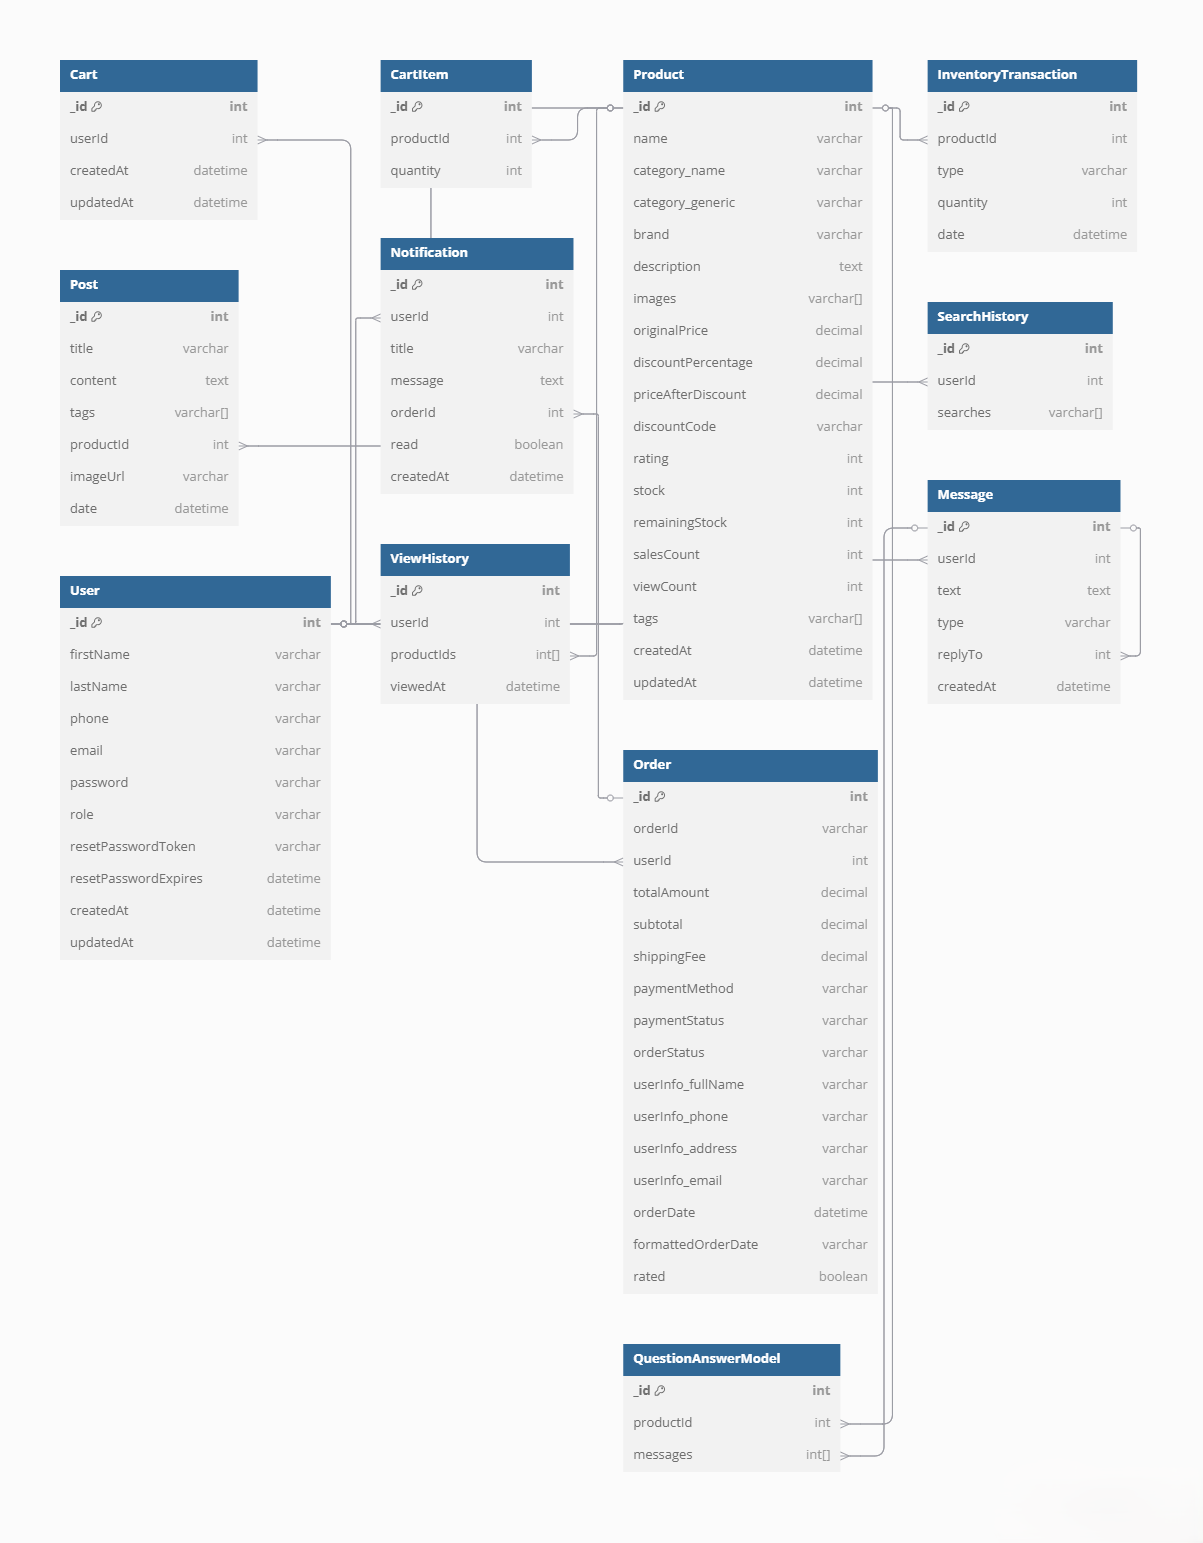 Cart
_id int
userId int
createdAt datetime
updatedAt datetime
CartItem
_id int
productId int
quantity int
Product
_id int
name varchar
category_name varchar
category_generic varchar
brand varchar
description text
images varchar[]
originalPrice decimal
discountPercentage decimal
priceAfterDiscount decimal
discountCode varchar
rating int
stock int
remainingStock int
salesCount int
viewCount int
tags varchar[]
createdAt datetime
updatedAt datetime
InventoryTransaction
_id int
productId int
type varchar
quantity int
date datetime
Notification
_id int
userId int
title varchar
message text
orderId int
read boolean
createdAt datetime
Post
_id int
title varchar
content text
tags varchar[]
productId int
imageUrl varchar
date datetime
SearchHistory
_id int
userId int
searches varchar[]
Message
_id int
userId int
text text
type varchar
replyTo int
createdAt datetime
ViewHistory
_id int
userId int
productIds int[]
viewedAt datetime
User
_id int
firstName varchar
lastName varchar
phone varchar
email varchar
password varchar
role varchar
resetPasswordToken varchar
resetPasswordExpires datetime
createdAt datetime
updatedAt datetime
Order
_id int
orderId varchar
userId int
totalAmount decimal
subtotal decimal
shippingFee decimal
paymentMethod varchar
paymentStatus varchar
orderStatus varchar
userInfo_fullName varchar
userInfo_phone varchar
userInfo_address varchar
userInfo_email varchar
orderDate datetime
formattedOrderDate varchar
rated boolean
QuestionAnswerModel
_id int
productId int
messages int[]